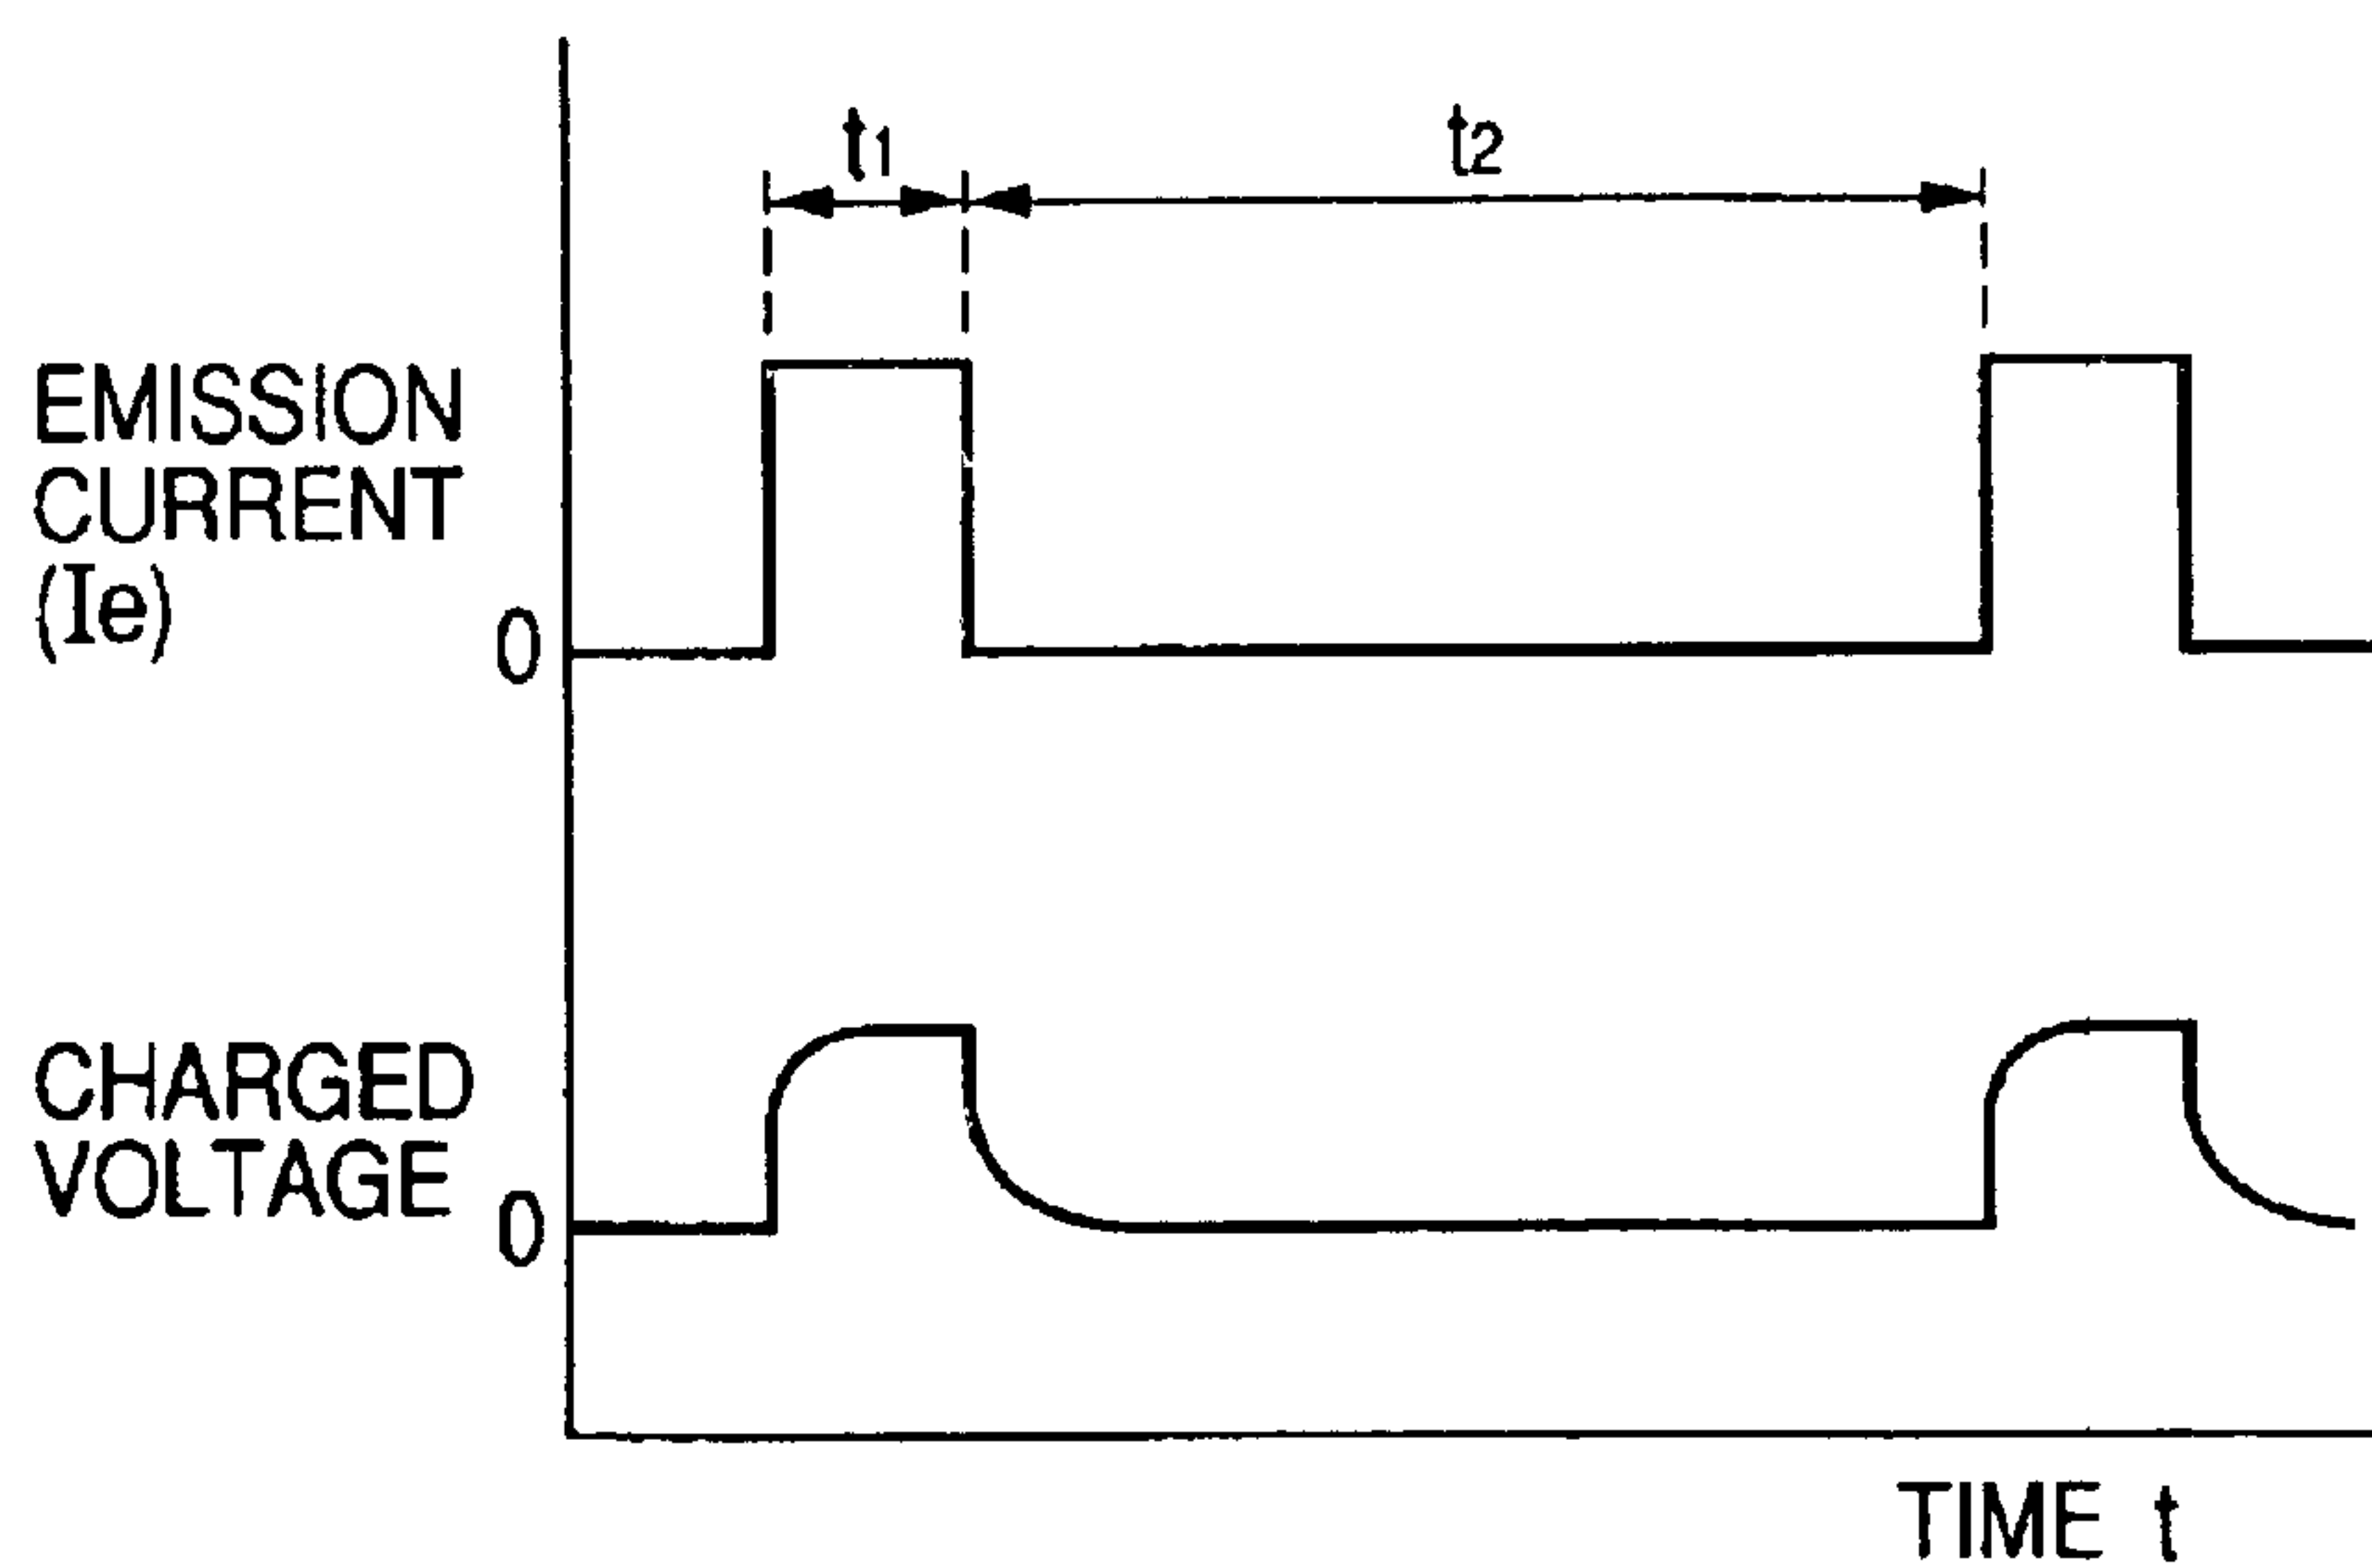 t1
t2
EMISSION
CURRENT
(Ie)
0
CHARGED
VOLTAGE
0
TIME t